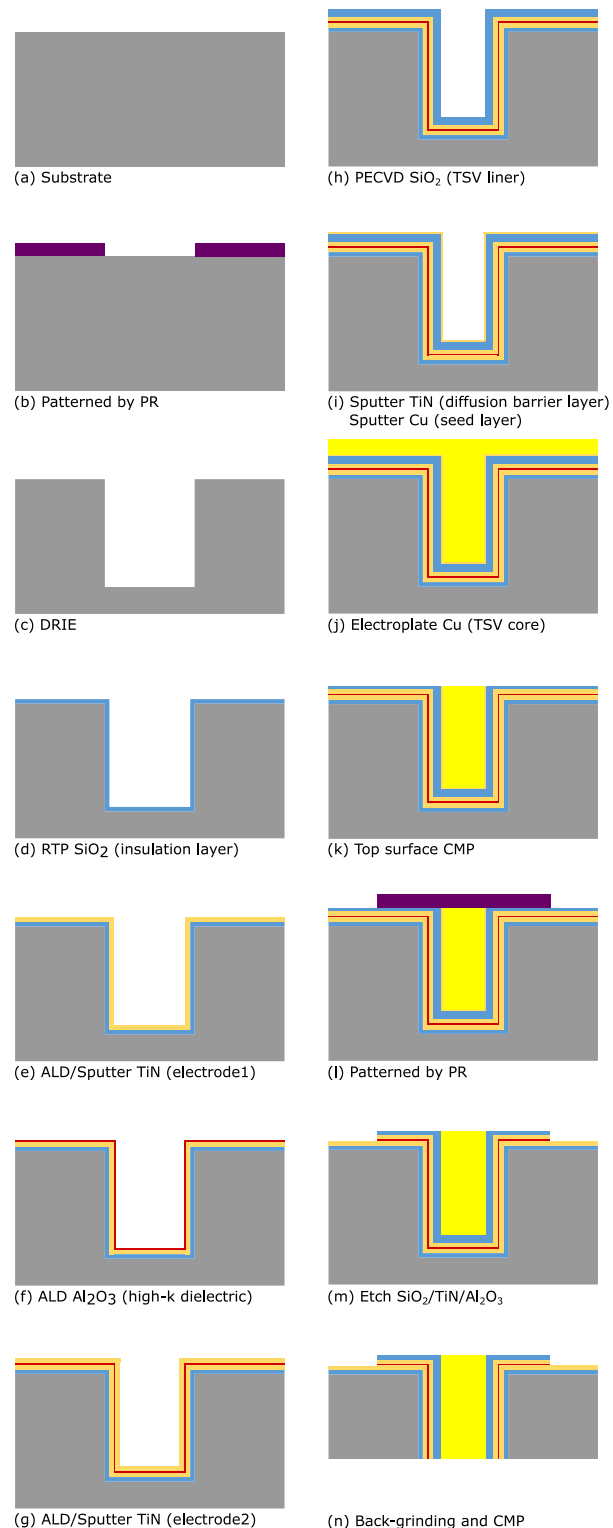 (a) Substrate
(b) Patterned by PR
(c) DRIE
(d) RTP SiO₂ (insulation layer)
(e) ALD/Sputter TiN (electrode1)
(f) ALD Al₂O₃ (high-k dielectric)
(g) ALD/Sputter TiN (electrode2)
(h) PECVD SiO₂ (TSV liner)
(i) Sputter TiN (diffusion barrier layer)
Sputter Cu (seed layer)
(j) Electroplate Cu (TSV core)
(k) Top surface CMP
(l) Patterned by PR
(m) Etch SiO₂/TiN/Al₂O₃
(n) Back-grinding and CMP